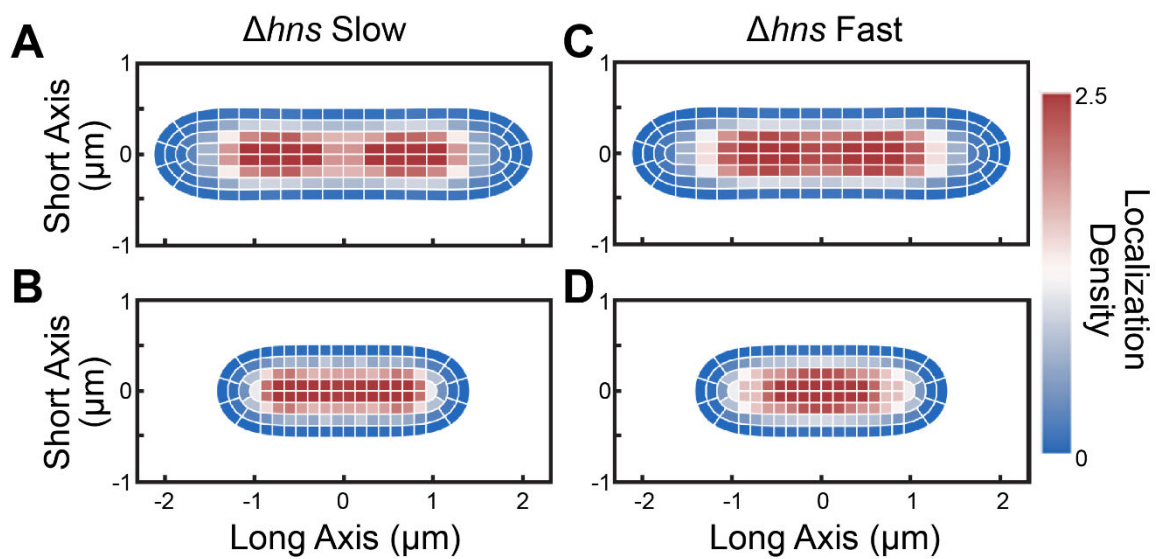 A
Δhns Slow
C
Δhns Fast
1
0
-1
Short Axis
(μm)
1
0
-1
2.5
0
Localization
Density
B
D
1
0
-1
Short Axis
(μm)
-2 -1 0 1 2
Long Axis (μm)
1
0
-1
-2 -1 0 1 2
Long Axis (μm)